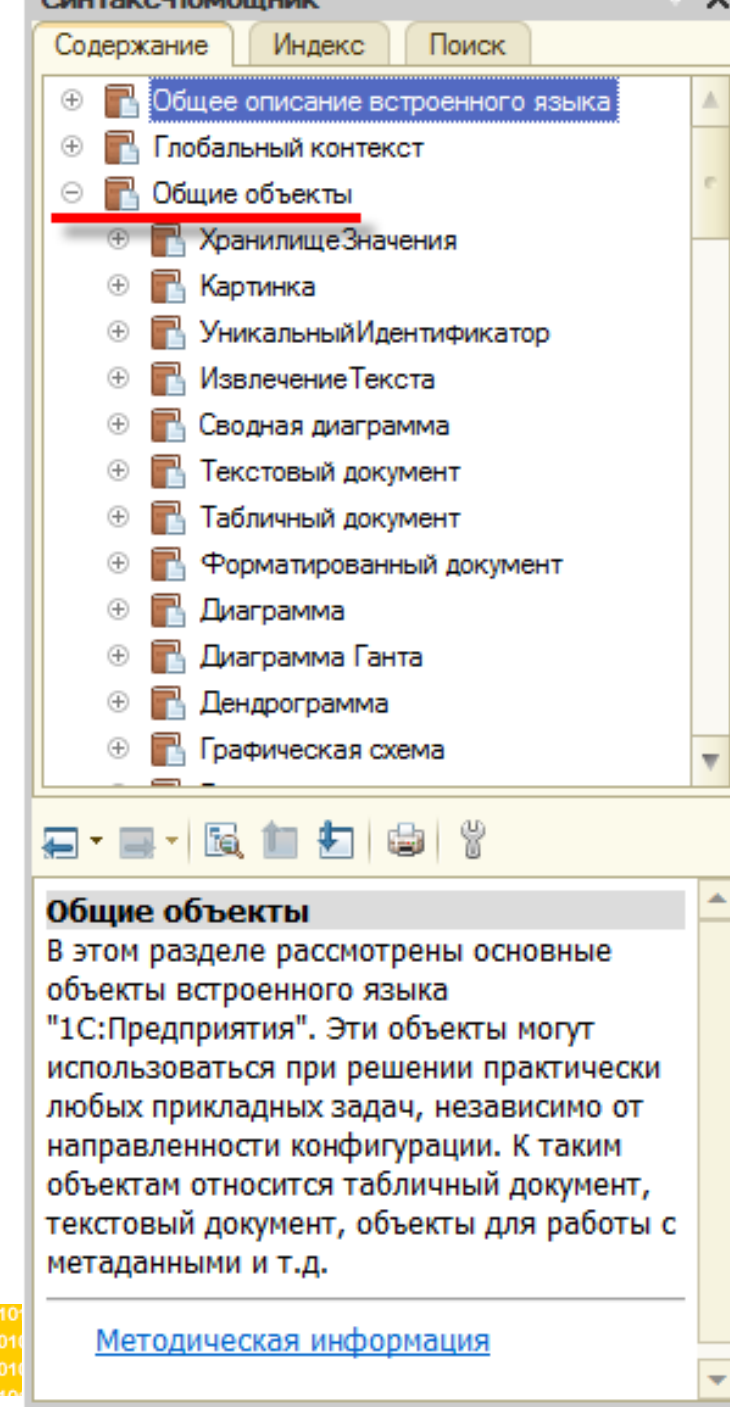 Синтакс-помощник
Содержание Индекс Поиск
Общее описание встроенного языка
Глобальный контекст
Общие объекты
ХранилищеЗначения
Картинка
УникальныйИдентификатор
ИзвлечениеТекста
Сводная диаграмма
Текстовый документ
Табличный документ
Форматированный документ
Диаграмма
Диаграмма Ганта
Дендрограмма
Графическая схема
Общие объекты
В этом разделе рассмотрены основные
объекты встроенного языка
"1С:Предприятия". Эти объекты могут
использоваться при решении практически
любых прикладных задач, независимо от
направленности конфигурации. К таким
объектам относится табличный документ,
текстовый документ, объекты для работы с
метаданными и т.д.
Методическая информация